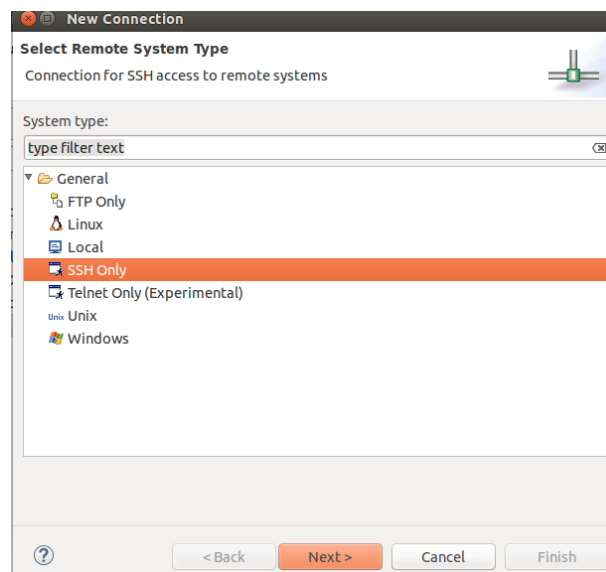 New Connection
Select Remote System Type
Connection for SSH access to remote systems
System type:
type filter text
General
FTP Only
Linux
Local
SSH Only
Telnet Only (Experimental)
Unix Unix
Windows
? < Back Next > Cancel Finish